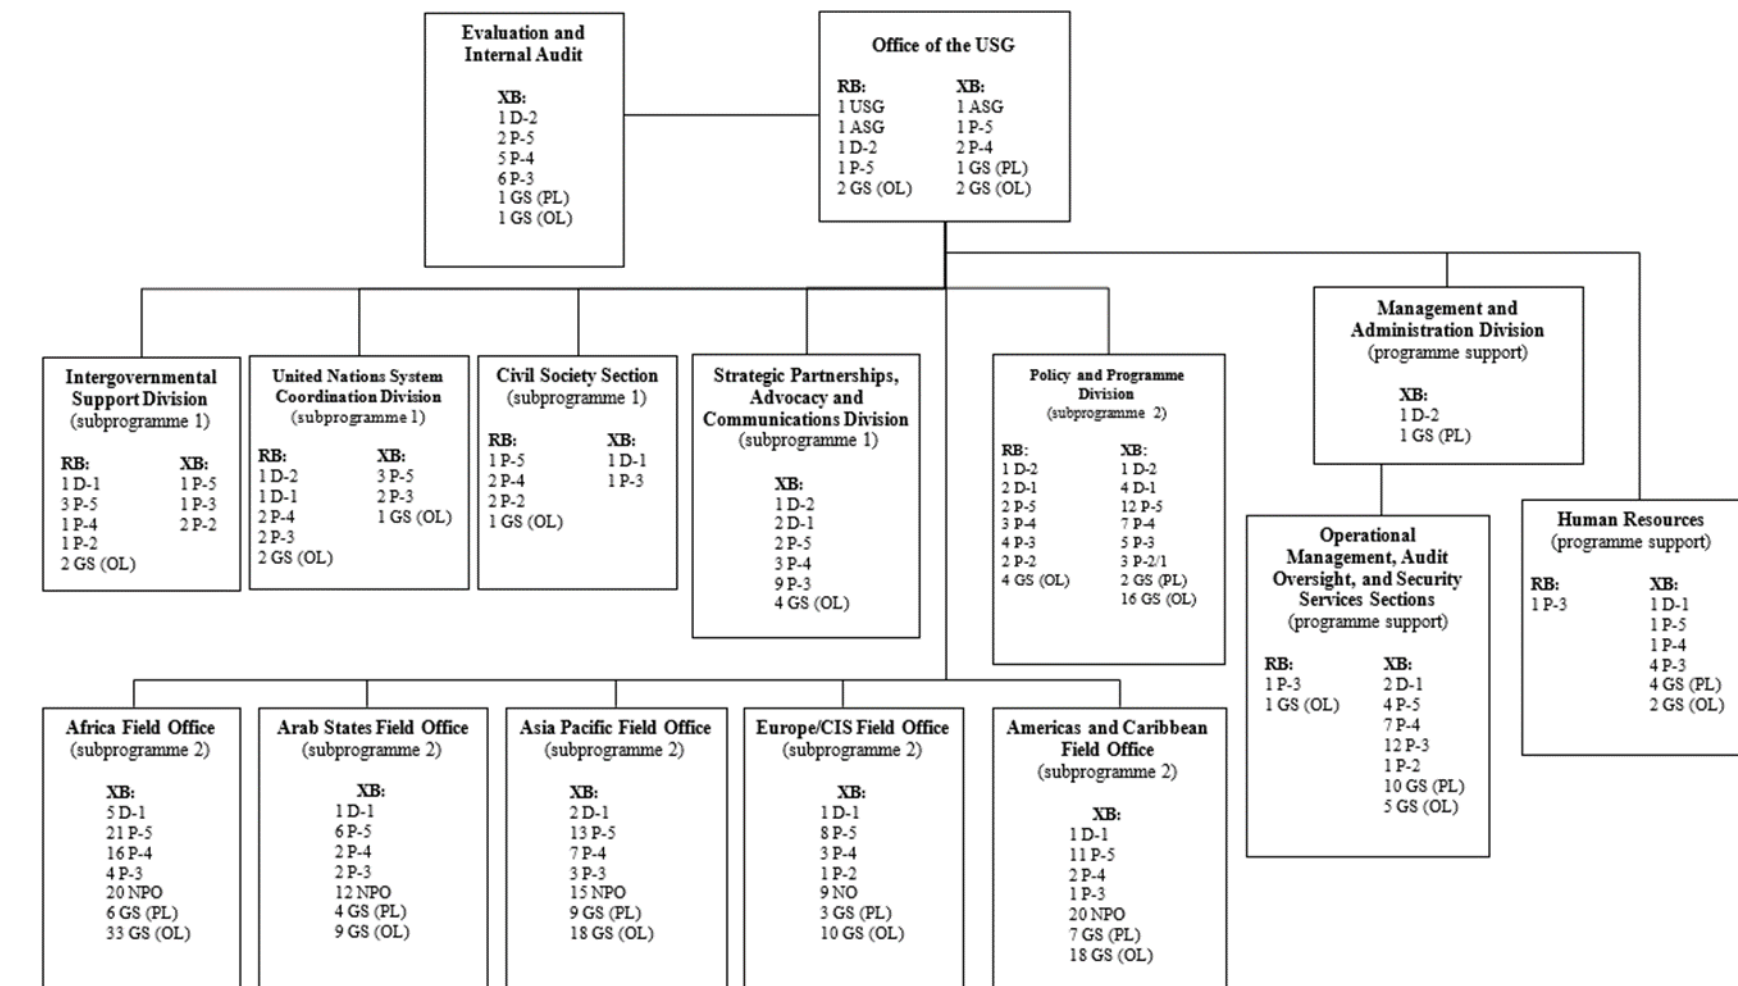 Evaluation and
Internal Audit
XB:
1 D-2
2 P-5
5 P-4
6 P-3
1 GS (PL)
1 GS (OL)
Office of the USG
RB:
1 USG
1 ASG
1 D-2
1 P-5
2 GS (OL)
XB:
1 ASG
1 P-5
2 P-4
1 GS (PL)
2 GS (OL)
Intergovernmental
Support Division
(subprogramme 1)
RB:
1 D-1
3 P-5
1 P-4
1 P-2
2 GS (OL)
XB:
1 P-5
1 P-3
2 P-2
United Nations System
Coordination Division
(subprogramme 1)
RB:
1 D-2
1 D-1
2 P-4
2 P-3
2 GS (OL)
XB:
3 P-5
2 P-3
1 GS (OL)
Civil Society Section
(subprogramme 1)
RB:
1 P-5
2 P-4
2 P-2
1 GS (OL)
XB:
1 D-1
1 P-3
Strategic Partnerships,
Advocacy and
Communications Division
(subprogramme 1)
XB:
1 D-2
2 D-1
2 P-5
3 P-4
9 P-3
4 GS (OL)
Policy and Programme
Division
(subprogramme 2)
RB:
1 D-2
2 D-1
2 P-5
3 P-4
4 P-3
2 P-2
4 GS (OL)
XB:
1 D-2
4 D-1
12 P-5
7 P-4
5 P-3
3 P-2/1
2 GS (PL)
16 GS (OL)
Management and
Administration Division
(programme support)
XB:
1 D-2
1 GS (PL)
Operational
Management, Audit
Oversight, and Security
Services Sections
(programme support)
RB:
1 P-3
1 GS (OL)
XB:
2 D-1
4 P-5
7 P-4
12 P-3
1 P-2
10 GS (PL)
5 GS (OL)
Human Resources
(programme support)
RB:
1 P-3
XB:
1 D-1
1 P-5
1 P-4
4 P-3
4 GS (PL)
2 GS (OL)
Africa Field Office
(subprogramme 2)
XB:
5 D-1
21 P-5
16 P-4
4 P-3
20 NPO
6 GS (PL)
33 GS (OL)
Arab States Field Office
(subprogramme 2)
XB:
1 D-1
6 P-5
2 P-4
2 P-3
12 NPO
4 GS (PL)
9 GS (OL)
Asia Pacific Field Office
(subprogramme 2)
XB:
2 D-1
13 P-5
7 P-4
3 P-3
15 NPO
9 GS (PL)
18 GS (OL)
Europe/CIS Field Office
(subprogramme 2)
XB:
1 D-1
8 P-5
3 P-4
1 P-2
9 NO
3 GS (PL)
10 GS (OL)
Americas and Caribbean
Field Office
(subprogramme 2)
XB:
1 D-1
11 P-5
2 P-4
1 P-3
20 NPO
7 GS (PL)
18 GS (OL)